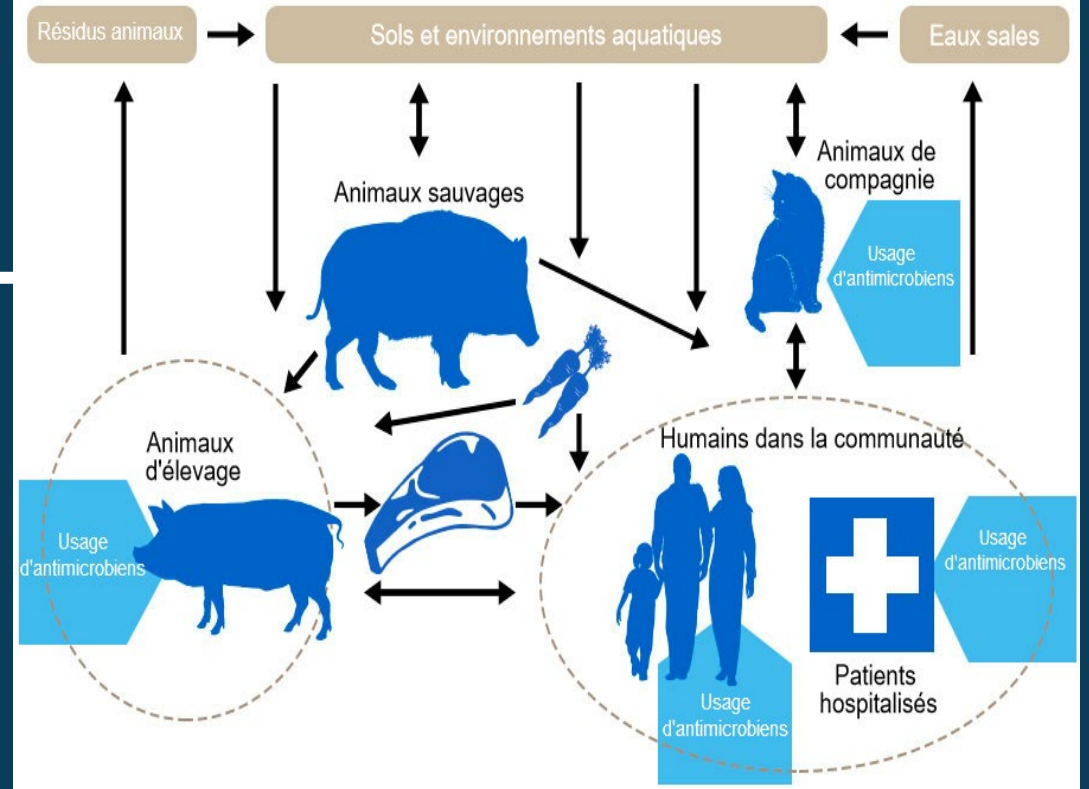 Résidus animaux
Sols et environnements aquatiques
Eaux sales
Animaux de
compagnie
Animaux sauvages
Usage
d'antimicrobiens
Animaux
d'élevage
Humains dans la communauté
Usage
d'antimicrobiens
Usage
d'antimicrobiens
Patients
hospitalisés
Usage
d'antimicrobiens